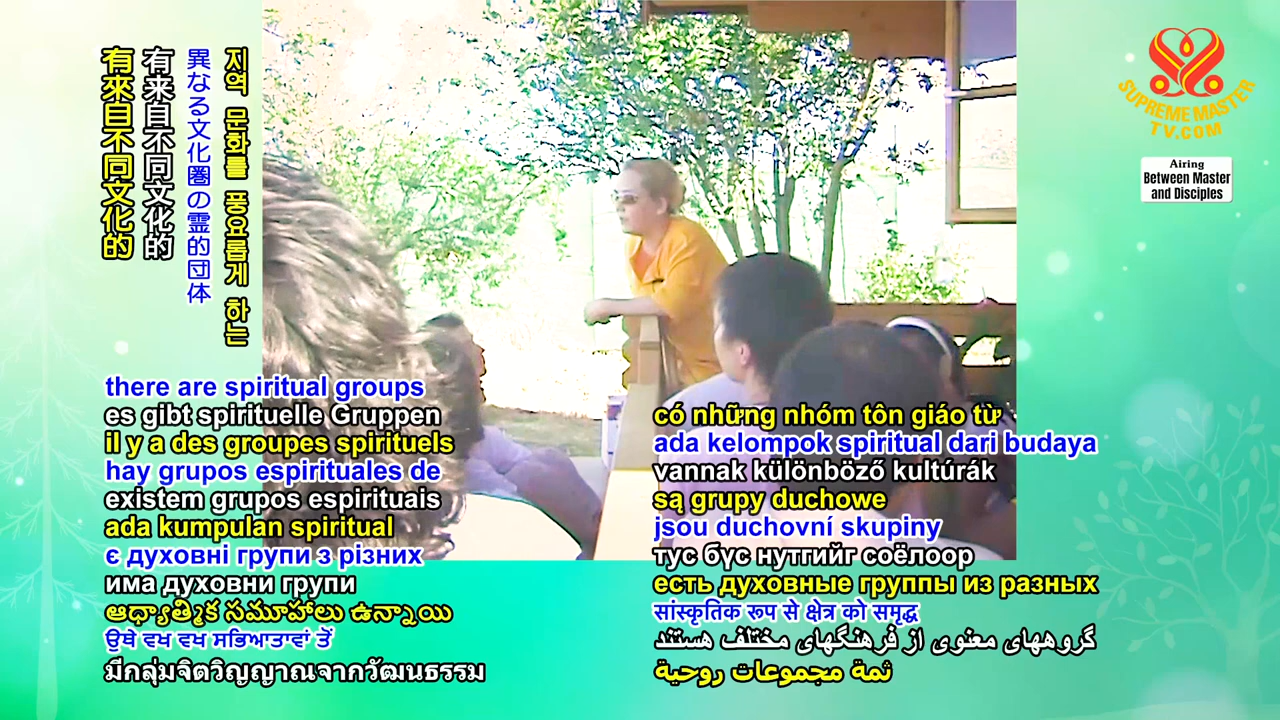 有來自不同文化的
有来自不同文化的
異なる文化圏の霊的団体
지역 문화를 풍요롭게 하는
SUPREME MASTER
TV.COM
Airing
Between Master
and Disciples
there are spiritual groups
es gibt spirituelle Gruppen
il y a des groupes spirituels
hay grupos espirituales de
existem grupos espirituais
ada kumpulan spiritual
є духовні групи з різних
има духовни групи
ఆధ్యాత్మిక సమూహాలు ఉన్నాయి
ਉਥੇ ਵਖ ਵਖ ਸਭਿਆਤਾਵਾਂ ਤੋਂ
มีกลุ่มจิตวิญญาณจากวัฒนธรรม
có những nhóm tôn giáo từ
ada kelompok spiritual dari budaya
vannak különböző kultúrák
są grupy duchowe
jsou duchovní skupiny
тус бүс нутгийг соёлоор
есть духовные группы из разных
सांस्कृतिक रूप से क्षेत्र को समृद्ध
گروههای معنوی از فرهنگهای مختلف هستند
ثمة مجموعات روحية